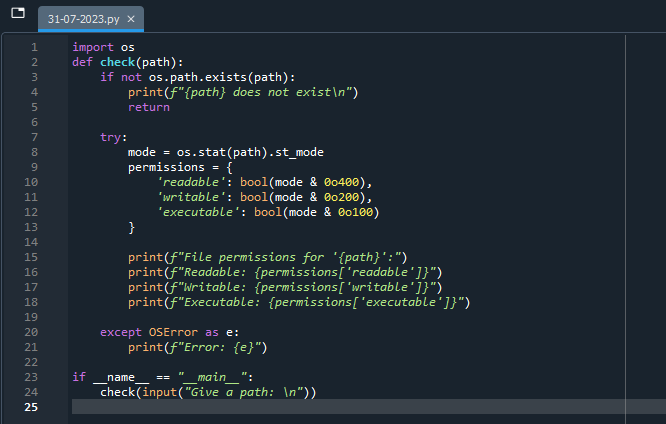 31-07-2023.py ×
1 import os
2 def check(path):
3     if not os.path.exists(path):
4         print(f"{path} does not exist\n")
5         return
6
7     try:
8         mode = os.stat(path).st_mode
9         permissions = {
10             'readable': bool(mode & 0o400),
11             'writable': bool(mode & 0o200),
12             'executable': bool(mode & 0o100)
13         }
14
15         print(f"File permissions for '{path}':")
16         print(f"Readable: {permissions['readable']}")
17         print(f"Writable: {permissions['writable']}")
18         print(f"Executable: {permissions['executable']}")
19
20     except OSError as e:
21         print(f"Error: {e}")
22
23 if __name__ == "__main__":
24     check(input("Give a path: \n"))
25